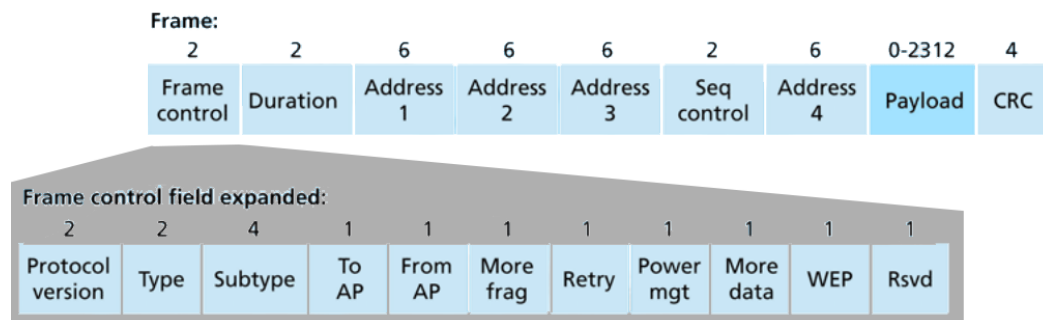 Frame:
2 2 6 6 6 2 6 0-2312 4
Frame control Duration Address 1 Address 2 Address 3 Seq control Address 4 Payload CRC
Frame control field expanded:
2 2 4 1 1 1 1 1 1 1 1
Protocol version Type Subtype To AP From AP More frag Retry Power mgt More data WEP Rsvd